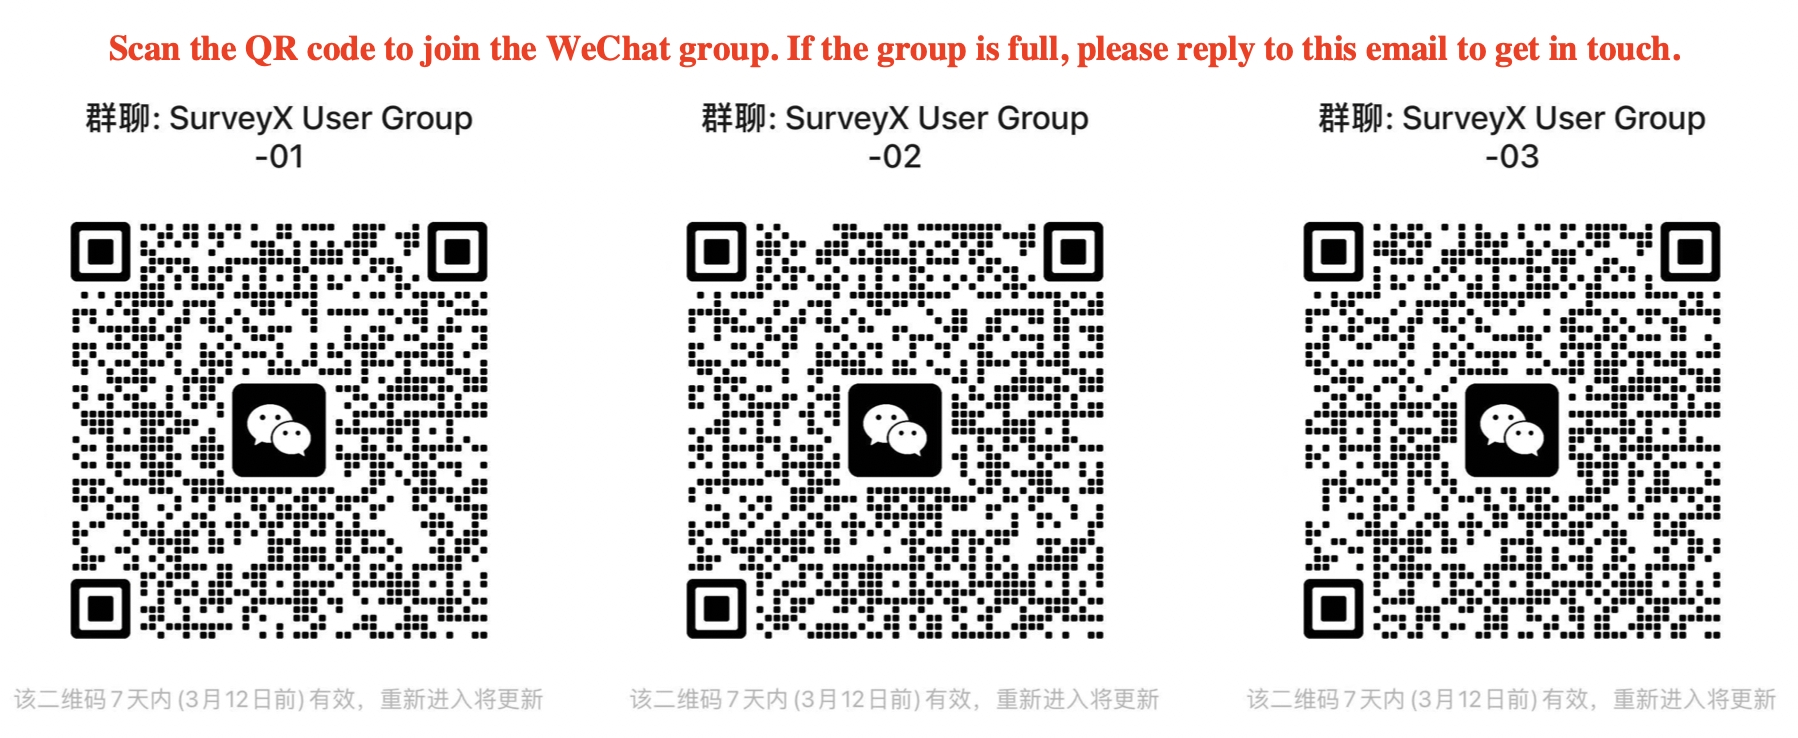 Scan the QR code to join the WeChat group. If the group is full, please reply to this email to get in touch.
群聊: SurveyX User Group
-01
群聊: SurveyX User Group
-02
群聊: SurveyX User Group
-03
该二维码7天内(3月12日前)有效，重新进入将更新
该二维码7天内(3月12日前)有效，重新进入将更新
该二维码7天内(3月12日前)有效，重新进入将更新